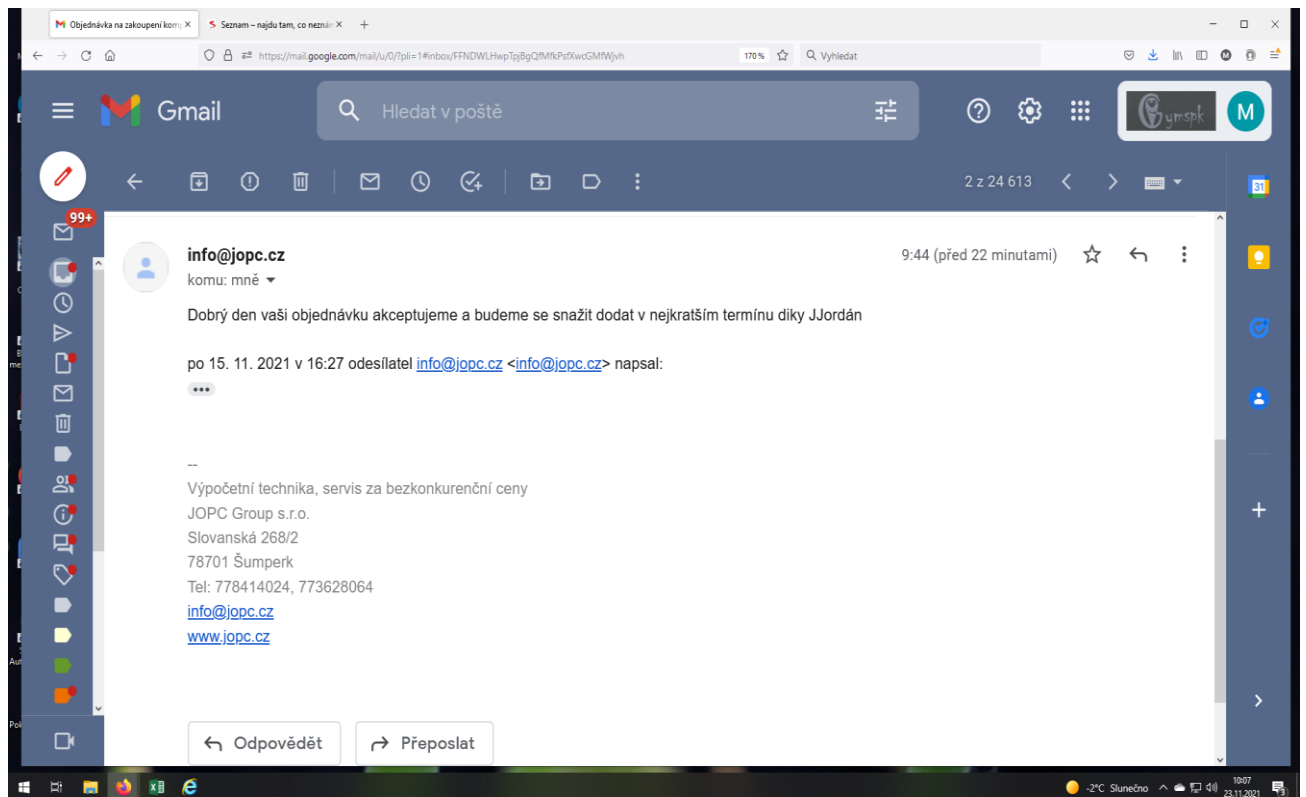 Objednávka na zakoupení komp
Seznam – najdu tam, co neznám
https://mail.google.com/mail/u/0/?pli=1#inbox/FFNDWLHwpTpjBgQfMfkPsfXwcGMfWjvh
170 %
Vyhledat
Gmail
Hledat v poště
ymspk
M
2 z 24 613
31
99+
info@jopc.cz
9:44 (před 22 minutami)
komu: mně
Dobrý den vaši objednávku akceptujeme a budeme se snažit dodat v nejkratším termínu diky JJordán
po 15. 11. 2021 v 16:27 odesílatel info@jopc.cz <info@jopc.cz> napsal:
--
Výpočetní technika, servis za bezkonkurenční ceny
JOPC Group s.r.o.
Slovanská 268/2
78701 Šumperk
Tel: 778414024, 773628064
info@jopc.cz
www.jopc.cz
Odpovědět
Přeposlat
-2°C Slunečno
10:07
23.11.2021